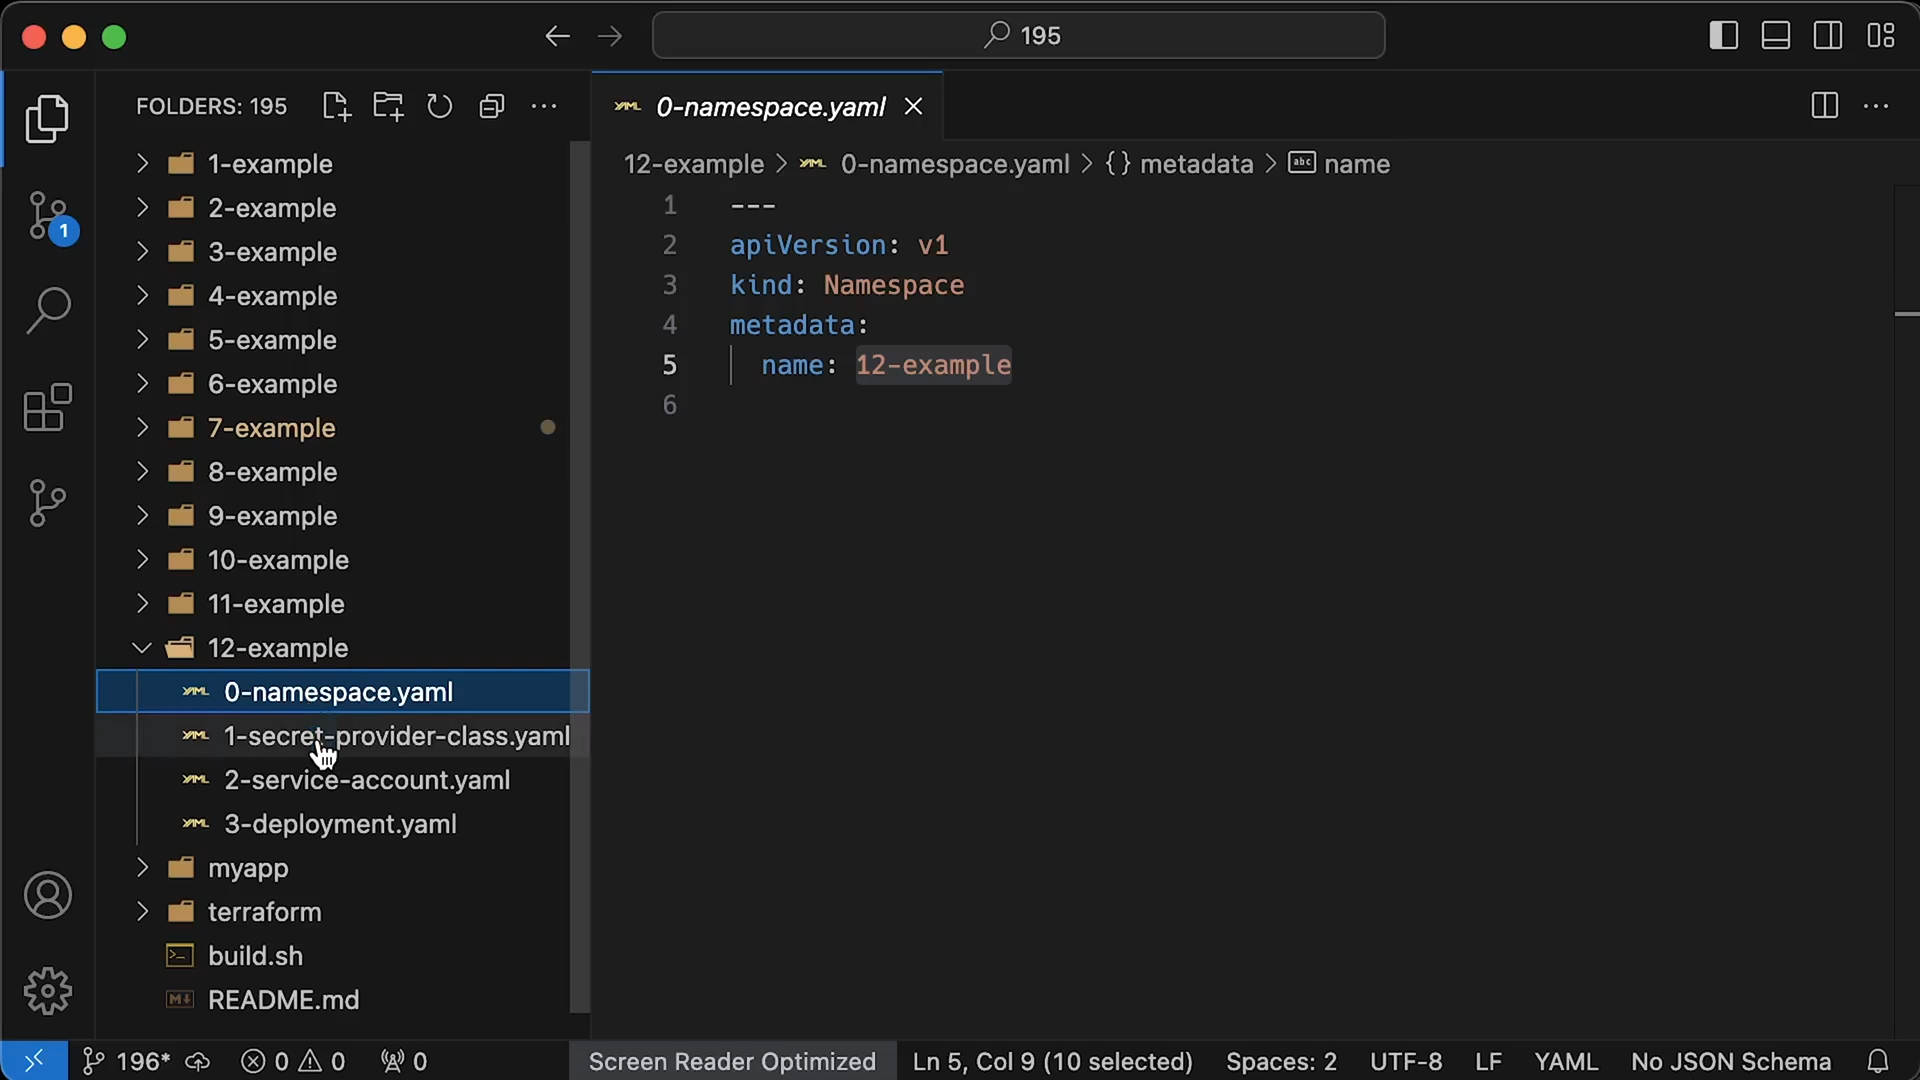 195
FOLDERS: 195
1-example
2-example
3-example
4-example
5-example
6-example
7-example
8-example
9-example
10-example
11-example
12-example
0-namespace.yaml
1-secret-provider-class.yaml
2-service-account.yaml
3-deployment.yaml
myapp
terraform
build.sh
README.md
0-namespace.yaml
12-example > 0-namespace.yaml > {} metadata > abc name
1 ---
2 apiVersion: v1
3 kind: Namespace
4 metadata:
5 name: 12-example
6
1
196* 0 0 0 Screen Reader Optimized Ln 5, Col 9 (10 selected) Spaces: 2 UTF-8 LF YAML No JSON Schema